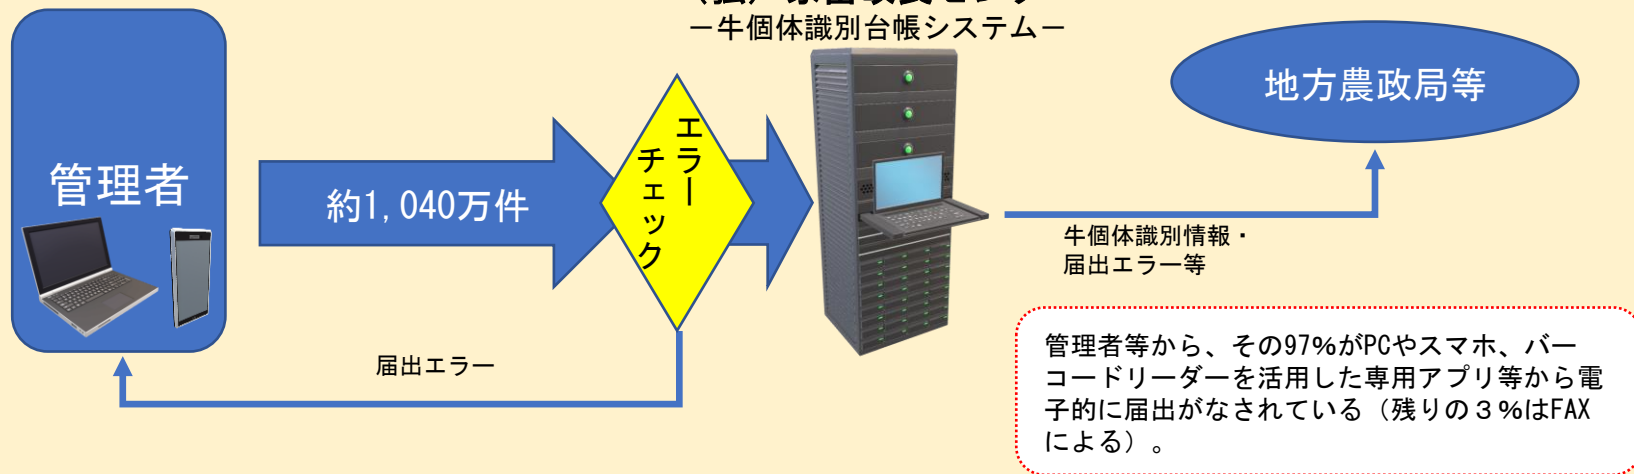 －牛個体識別台帳システム－
管理者
約1,040万件
エラー
チェック
地方農政局等
牛個体識別情報・
届出エラー等
届出エラー
管理者等から、その97%がPCやスマホ、バー
コードリーダーを活用した専用アプリ等から電
子的に届出がなされている（残りの３%はFAX
による）。